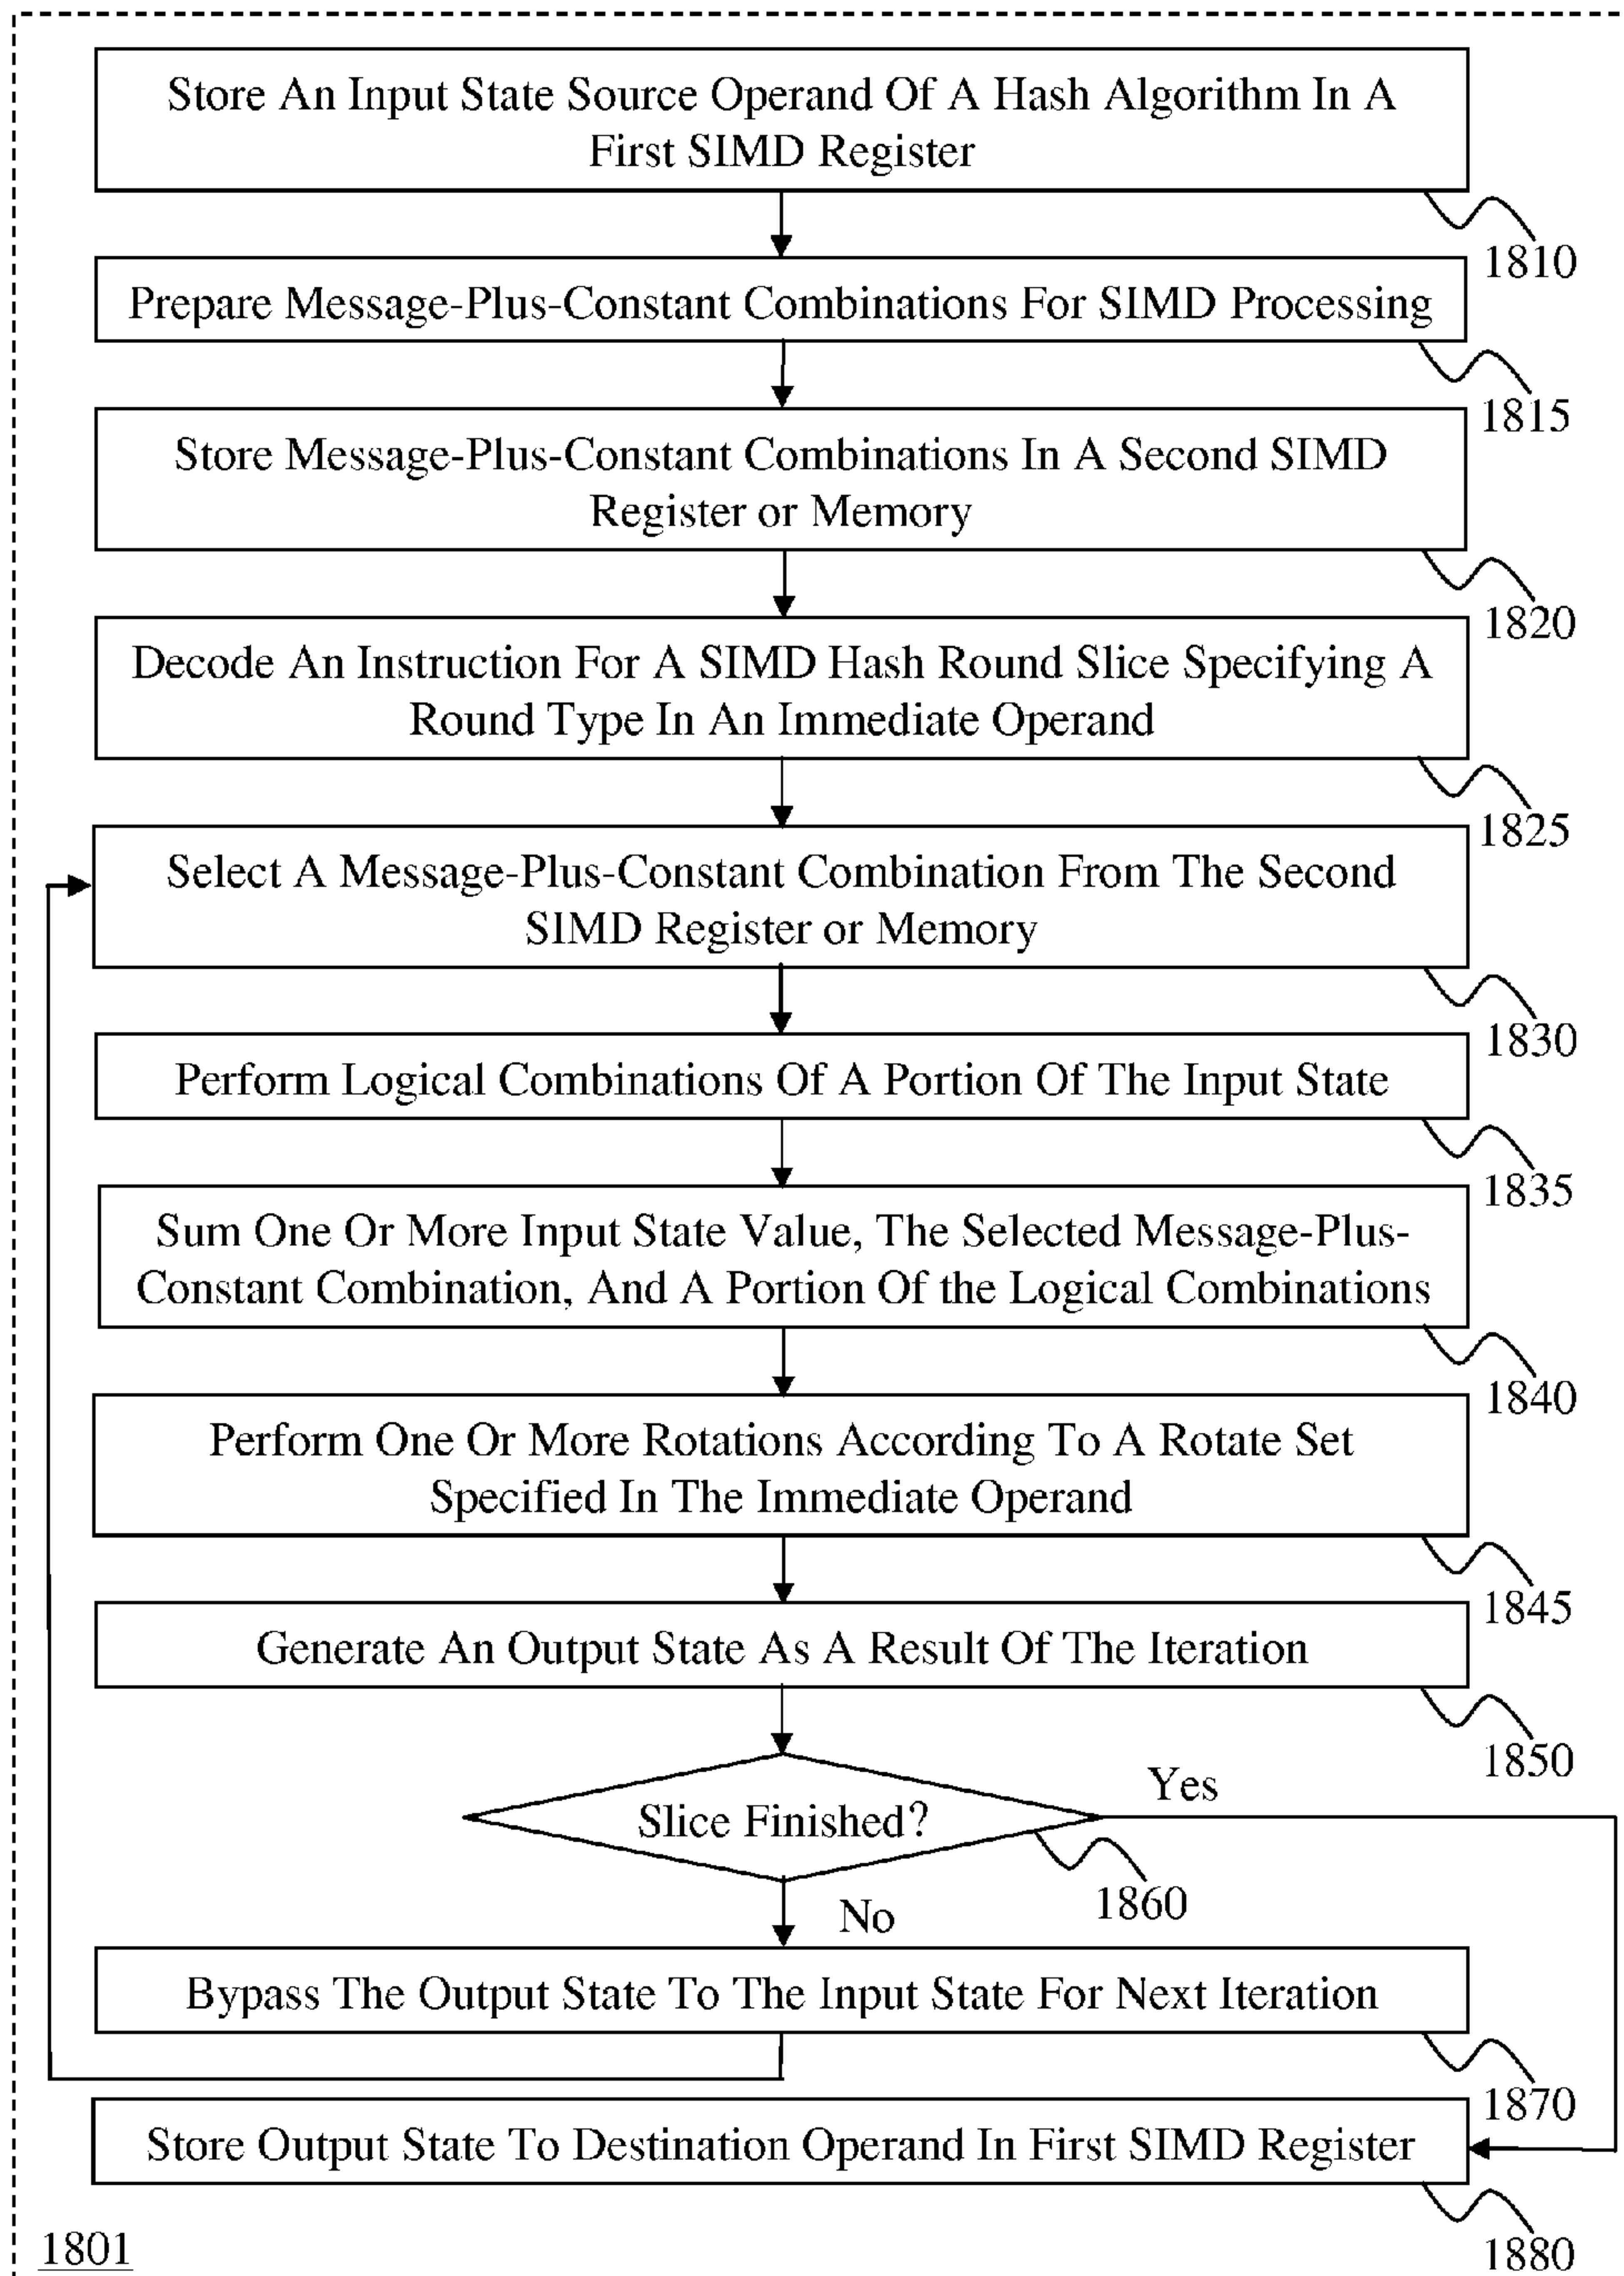 Store An Input State Source Operand Of A Hash Algorithm In A
First SIMD Register
1810
Prepare Message-Plus-Constant Combinations For SIMD Processing
1815
Store Message-Plus-Constant Combinations In A Second SIMD
Register or Memory
1820
Decode An Instruction For A SIMD Hash Round Slice Specifying A
Round Type In An Immediate Operand
1825
Select A Message-Plus-Constant Combination From The Second
SIMD Register or Memory
1830
Perform Logical Combinations Of A Portion Of The Input State
1835
Sum One Or More Input State Value, The Selected Message-Plus-
Constant Combination, And A Portion Of the Logical Combinations
1840
Perform One Or More Rotations According To A Rotate Set
Specified In The Immediate Operand
1845
Generate An Output State As A Result Of The Iteration
1850
Yes
Slice Finished?
1860
No
Bypass The Output State To The Input State For Next Iteration
1870
Store Output State To Destination Operand In First SIMD Register
1880
1801